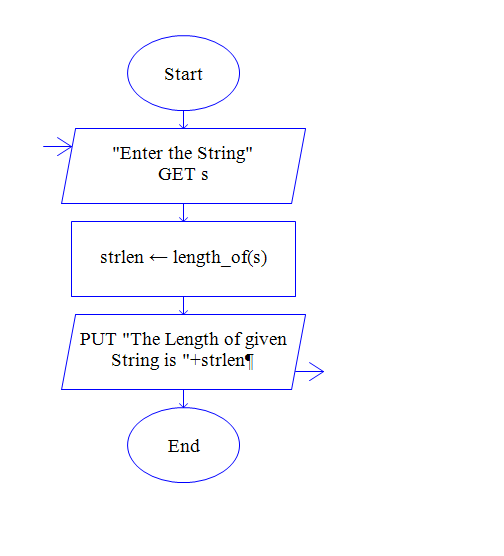 Start
"Enter the String"
GET s
strlen ← length_of(s)
PUT "The Length of given
String is "+strlen¶
End